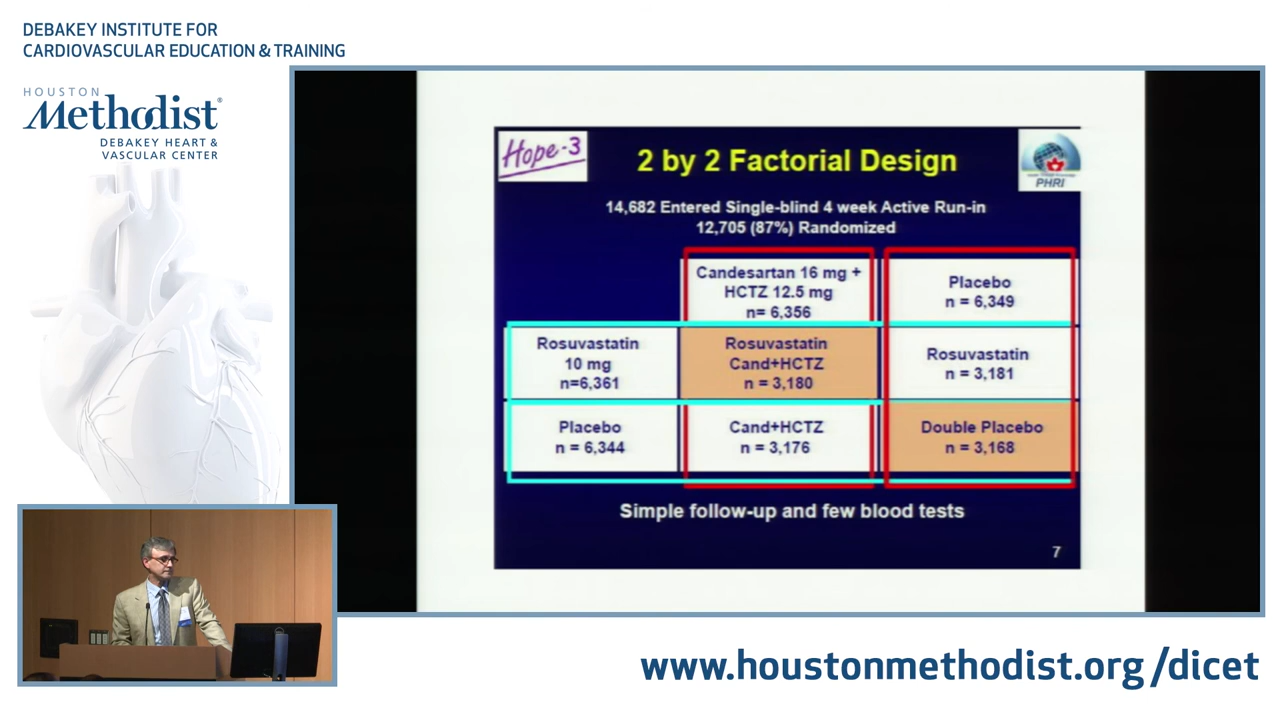 DEBAKEY INSTITUTE FOR
CARDIOVASCULAR EDUCATION & TRAINING
HOUSTON
Methodist®
DEBAKEY HEART &
VASCULAR CENTER
Hope-3
2 by 2 Factorial Design
PHRI
14,682 Entered Single-blind 4 week Active Run-in
12,705 (87%) Randomized
Candesartan 16 mg +
HCTZ 12.5 mg
n= 6,356
Placebo
n = 6,349
Rosuvastatin
10 mg
n=6,361
Rosuvastatin
Cand+HCTZ
n = 3,180
Rosuvastatin
n = 3,181
Placebo
n = 6,344
Cand+HCTZ
n = 3,176
Double Placebo
n = 3,168
Simple follow-up and few blood tests
7
www.houstonmethodist.org/dicet